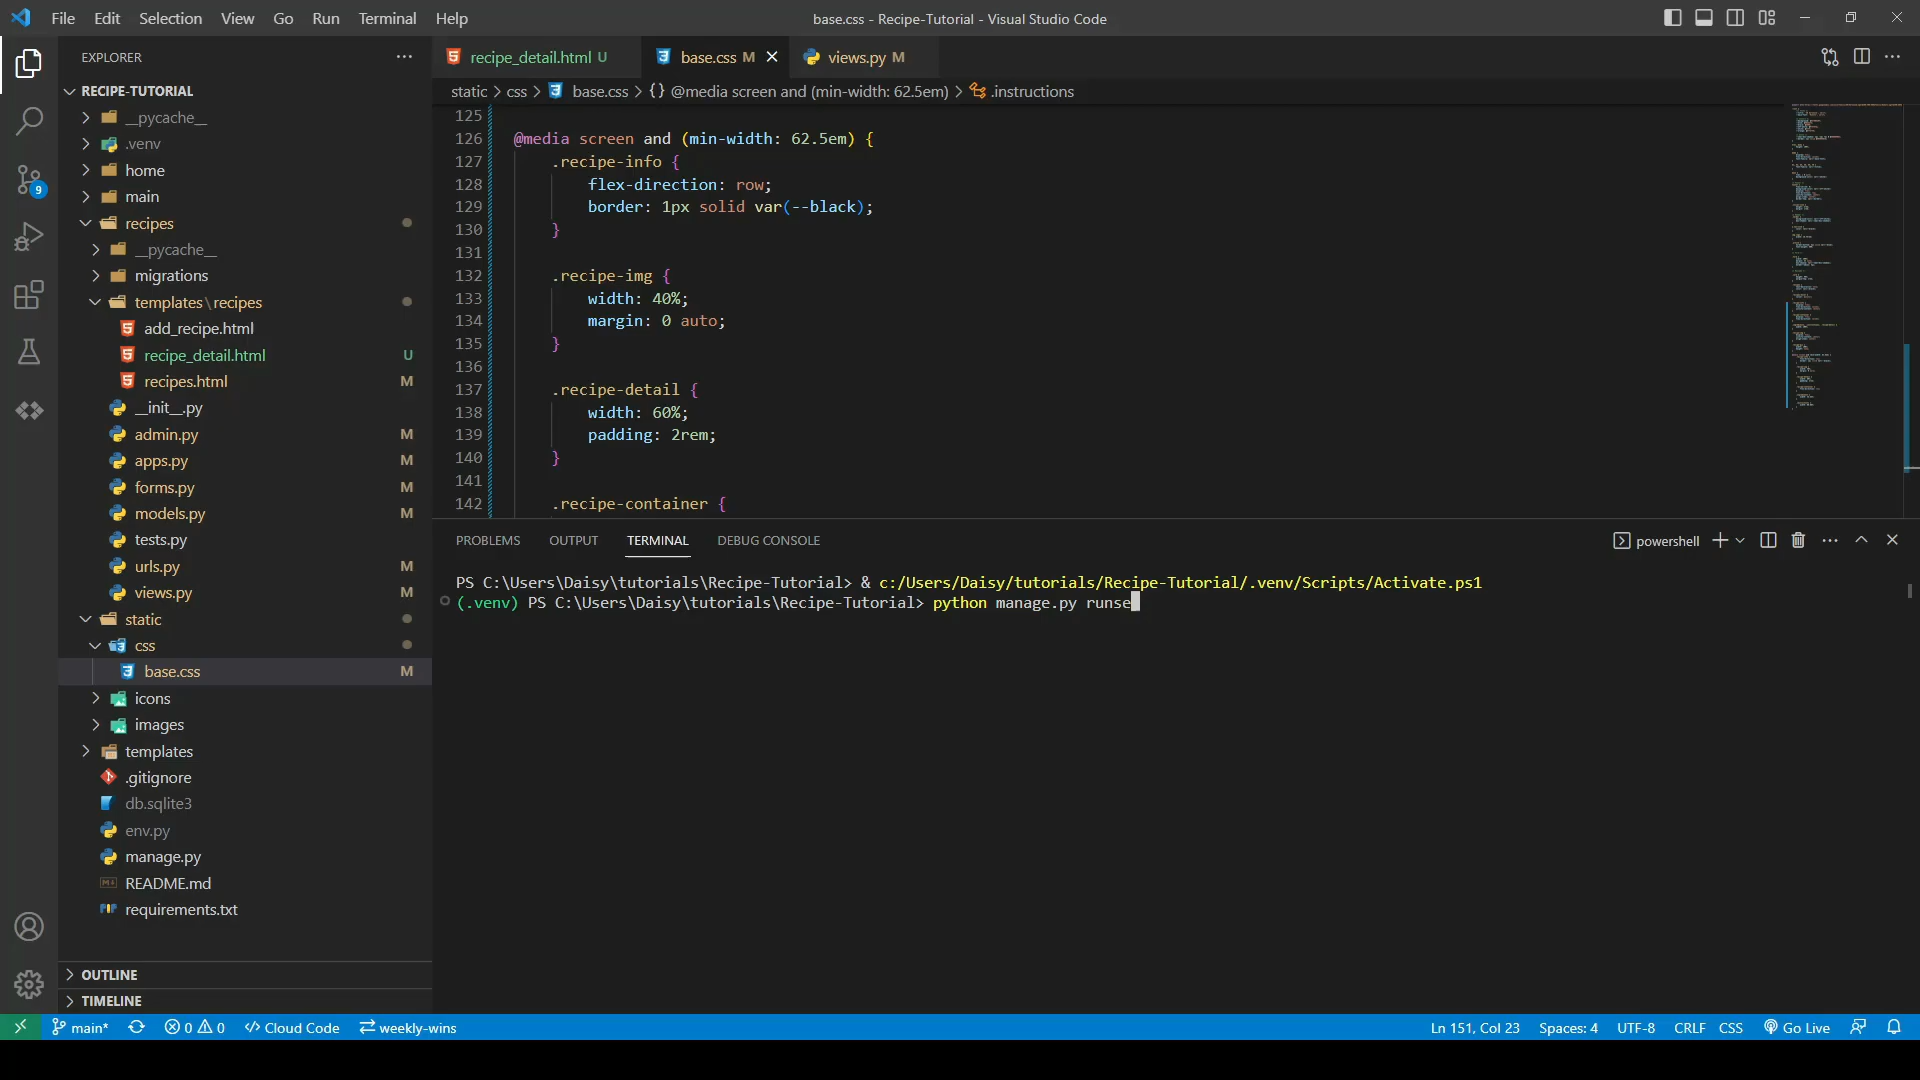 File Edit Selection View Go Run Terminal Help
base.css - Recipe-Tutorial - Visual Studio Code
EXPLORER
RECIPE-TUTORIAL
__pycache__
.venv
home
main
recipes
__pycache__
migrations
templates\recipes
add_recipe.html
recipe_detail.html U
recipes.html M
__init__.py
admin.py M
apps.py M
forms.py M
models.py M
tests.py
urls.py M
views.py M
static
css
base.css M
icons
images
templates
.gitignore
db.sqlite3
env.py
manage.py
README.md
requirements.txt
OUTLINE
TIMELINE
9
recipe_detail.html U
base.css M
views.py M
static > css > base.css > {} @media screen and (min-width: 62.5em) > .instructions
125
126 @media screen and (min-width: 62.5em) {
127 .recipe-info {
128 flex-direction: row;
129 border: 1px solid var(--black);
130 }
131
132 .recipe-img {
133 width: 40%;
134 margin: 0 auto;
135 }
136
137 .recipe-detail {
138 width: 60%;
139 padding: 2rem;
140 }
141
142 .recipe-container {
PROBLEMS OUTPUT TERMINAL DEBUG CONSOLE
powershell
PS C:\Users\Daisy\tutorials\Recipe-Tutorial> & c:/Users/Daisy/tutorials/Recipe-Tutorial/.venv/Scripts/Activate.ps1
(.venv) PS C:\Users\Daisy\tutorials\Recipe-Tutorial> python manage.py runse
main* 0 0 Cloud Code weekly-wins
Ln 151, Col 23 Spaces: 4 UTF-8 CRLF CSS Go Live